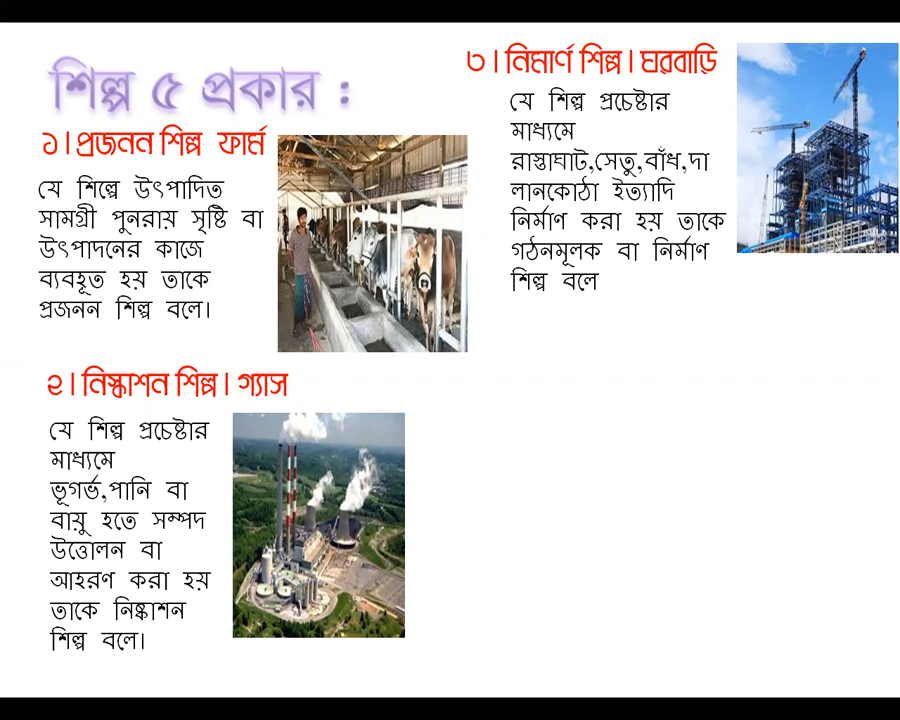 শিল্প ৫ প্রকার :
১। প্রজনন শিল্প ফার্ম
যে শিল্পে উৎপাদিত
সামগ্রী পুনরায় সৃষ্টি বা
উৎপাদনের কাজে
ব্যবহূত হয় তাকে
প্রজনন শিল্প বলে।
২। নিস্কাশন শিল্প। গ্যাস
যে শিল্প প্রচেষ্টার
মাধ্যমে
ভূগর্ভ,পানি বা
বায়ু হতে সম্পদ
উত্তোলন বা
আহরণ করা হয়
তাকে নিষ্কাশন
শিল্প বলে।
৩। নিমার্ণ শিল্প। ঘরবাড়ি
যে শিল্প প্রচেষ্টার
মাধ্যমে
রাস্তাঘাট,সেতু,বাঁধ,দা
লানকোঠা ইত্যাদি
নির্মাণ করা হয় তাকে
গঠনমূলক বা নির্মাণ
শিল্প বলে